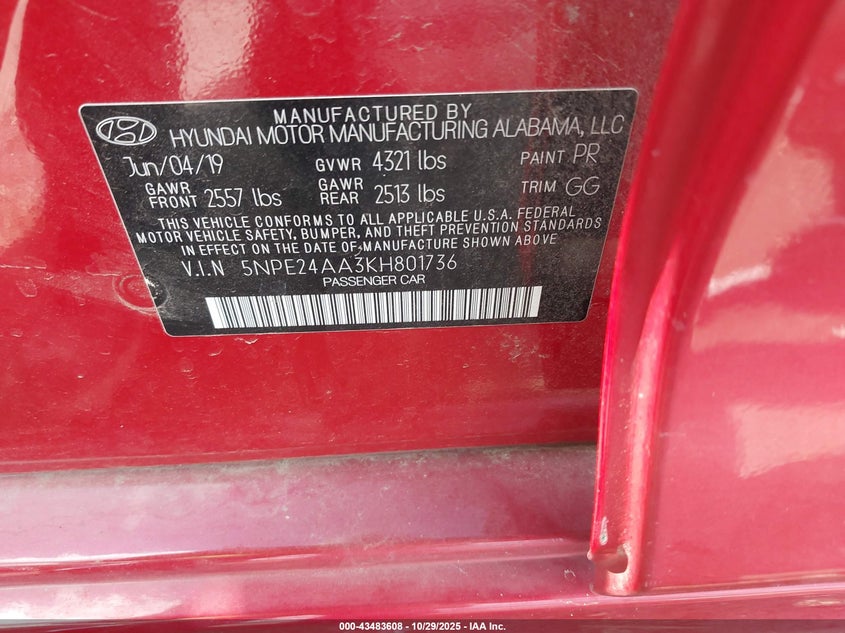 MANUFACTURED BY
HYUNDAI MOTOR MANUFACTURING ALABAMA, LLC
Jun/04/19 GVWR 4321 lbs PAINT PR
GAWR FRONT 2557 lbs GAWR REAR 2513 lbs TRIM GG
THIS VEHICLE CONFORMS TO ALL APPLICABLE U.S.A. FEDERAL
MOTOR VEHICLE SAFETY, BUMPER, AND THEFT PREVENTION STANDARDS
IN EFFECT ON THE DATE OF MANUFACTURE SHOWN ABOVE
V.I.N 5NPE24AA3KH801736
PASSENGER CAR
000-43483608 - 10/29/2025 - IAA Inc.